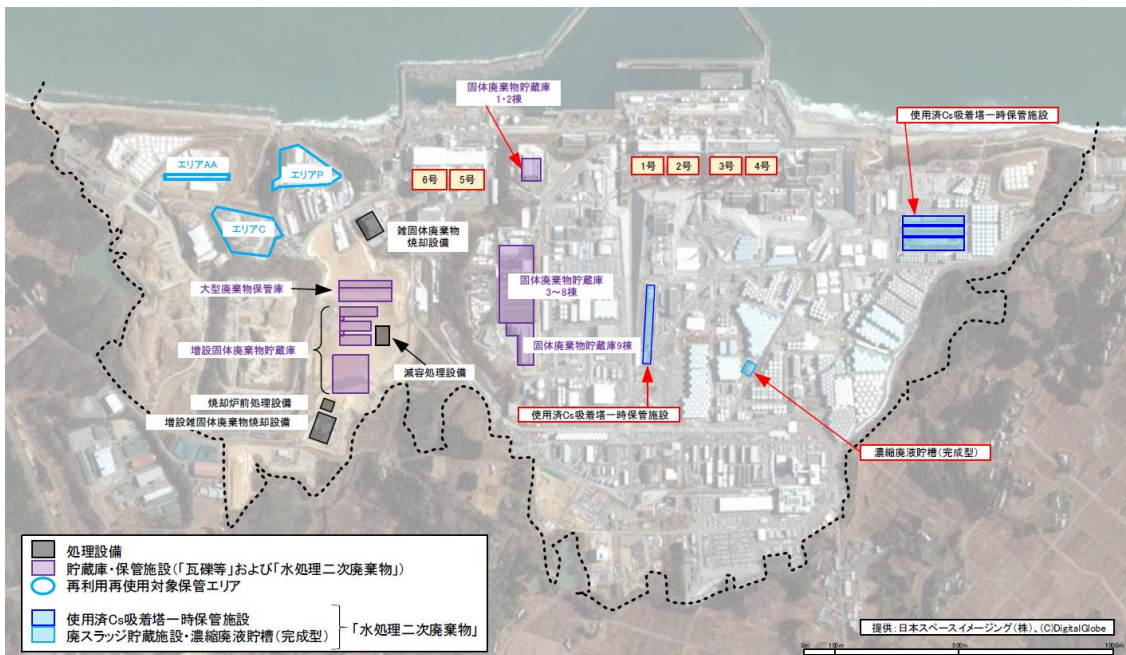 固体廃棄物貯蔵庫
1・2棟
使用済Cs吸着塔一時保管施設
エリアAA
エリアP
エリアC
6号
5号
1号
2号
3号
4号
雑固体廃棄物
焼却設備
大型廃棄物保管庫
固体廃棄物貯蔵庫
3～8棟
増設固体廃棄物貯蔵庫
固体廃棄物貯蔵庫9棟
減容処理設備
焼却炉前処理設備
増設雑固体廃棄物焼却設備
使用済Cs吸着塔一時保管施設
濃縮廃液貯槽(完成型)
処理設備
貯蔵庫・保管施設(「瓦礫等」および「水処理二次廃棄物」)
再利用再使用対象保管エリア
使用済Cs吸着塔一時保管施設
廃スラッジ貯蔵施設・濃縮廃液貯槽(完成型)
「水処理二次廃棄物」
提供:日本スペースイメージング(株)、(C)DigitalGlobe
0m 100m 500m 1000m